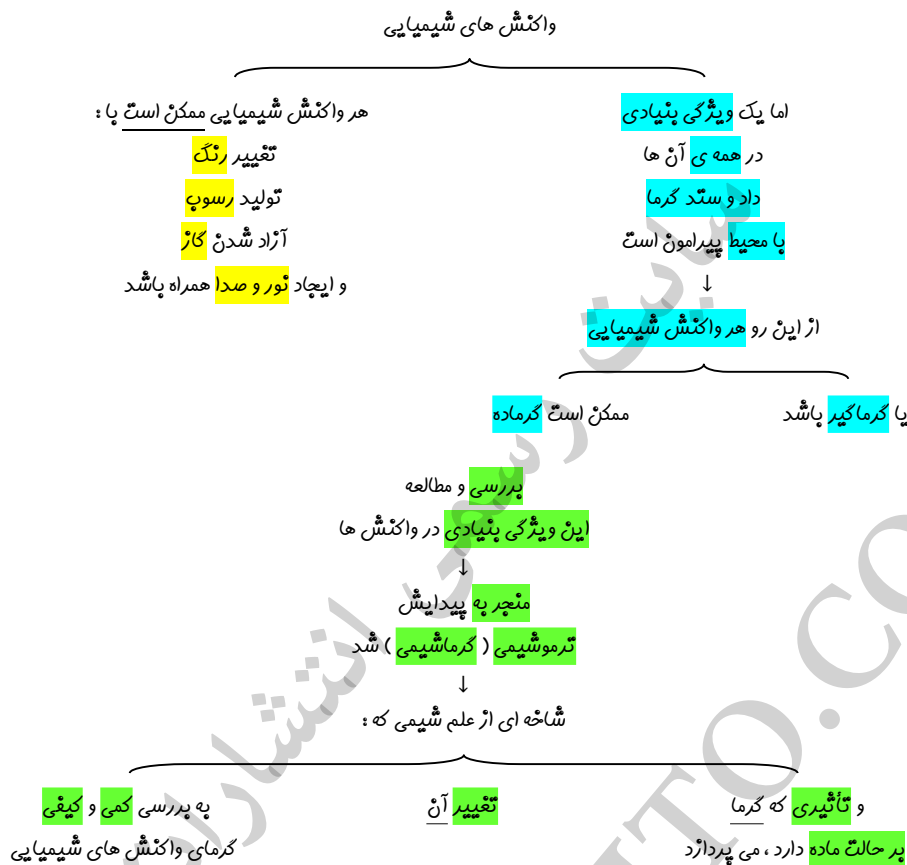 واکنش های شیمیایی
اما یک ویژگی بنیادی
در همه ی آن ها
داد و ستد گرما
با محیط پیرامون است
↓
از این رو هر واکنش شیمیایی
ممکن است گرماده
یا گرماگیر باشد
هر واکنش شیمیایی ممکن است با :
تغییر رنگ
تولید رسوب
آزاد شدن گاز
و ایجاد نور و صدا همراه باشد
بررسی و مطالعه
این ویژگی بنیادی در واکنش ها
↓
منجر به پیدایش
ترموشیمی ( گرماشیمی ) شد
↓
شاخه ای از علم شیمی که :
به بررسی کمی و کیفی
گرمای واکنش های شیمیایی
تغییر آن
و تأثیری که گرما
بر حالت ماده دارد ، می پردازد
سایت رسمی انتشارات